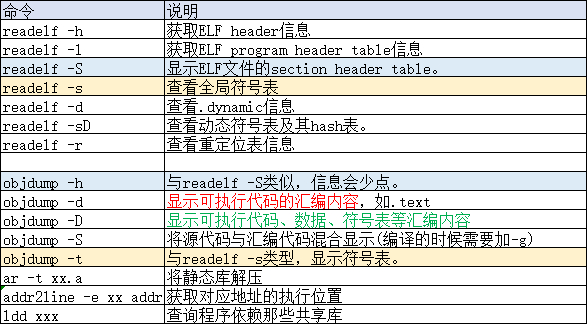 命令 说明
readelf -h 获取ELF header信息
readelf -l 获取ELF program header table信息
readelf -S 显示ELF文件的section header table。
readelf -s 查看全局符号表
readelf -d 查看.dynamic信息
readelf -sD 查看动态符号表及其hash表。
readelf -r 查看重定位表信息
objdump -h 与readelf -S类似，信息会少点。
objdump -d 显示可执行代码的汇编内容，如.text
objdump -D 显示可执行代码、数据、符号表等汇编内容
objdump -S 将源代码与汇编代码混合显示(编译的时候需要加-g)
objdump -t 与readelf -s类型，显示符号表。
ar -t xx.a 将静态库解压
addr2line -e xx addr 获取对应地址的执行位置
ldd xxx 查询程序依赖那些共享库